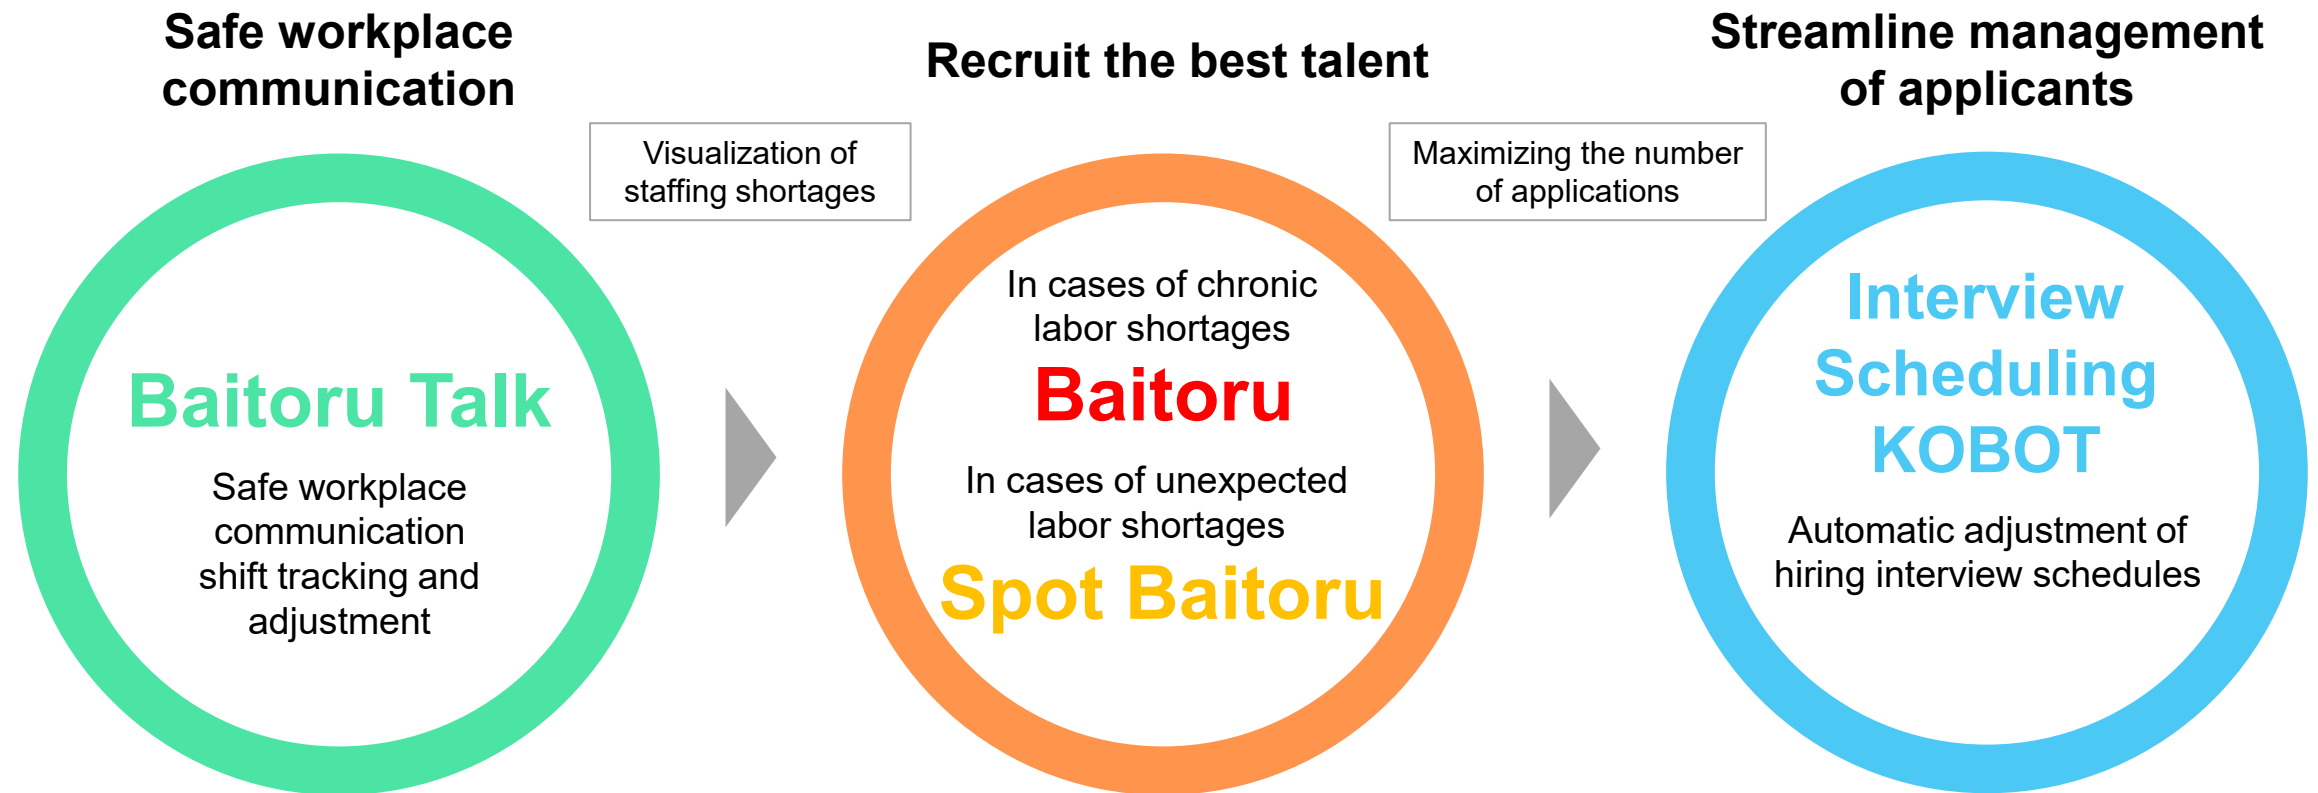 Safe workplace
communication
Recruit the best talent
Streamline management
of applicants
Visualization of
staffing shortages
Maximizing the number
of applications
Baitoru Talk
Safe workplace
communication
shift tracking and
adjustment
In cases of chronic
labor shortages
Baitoru
In cases of unexpected
labor shortages
Spot Baitoru
Interview
Scheduling
KOBOT
Automatic adjustment of
hiring interview schedules